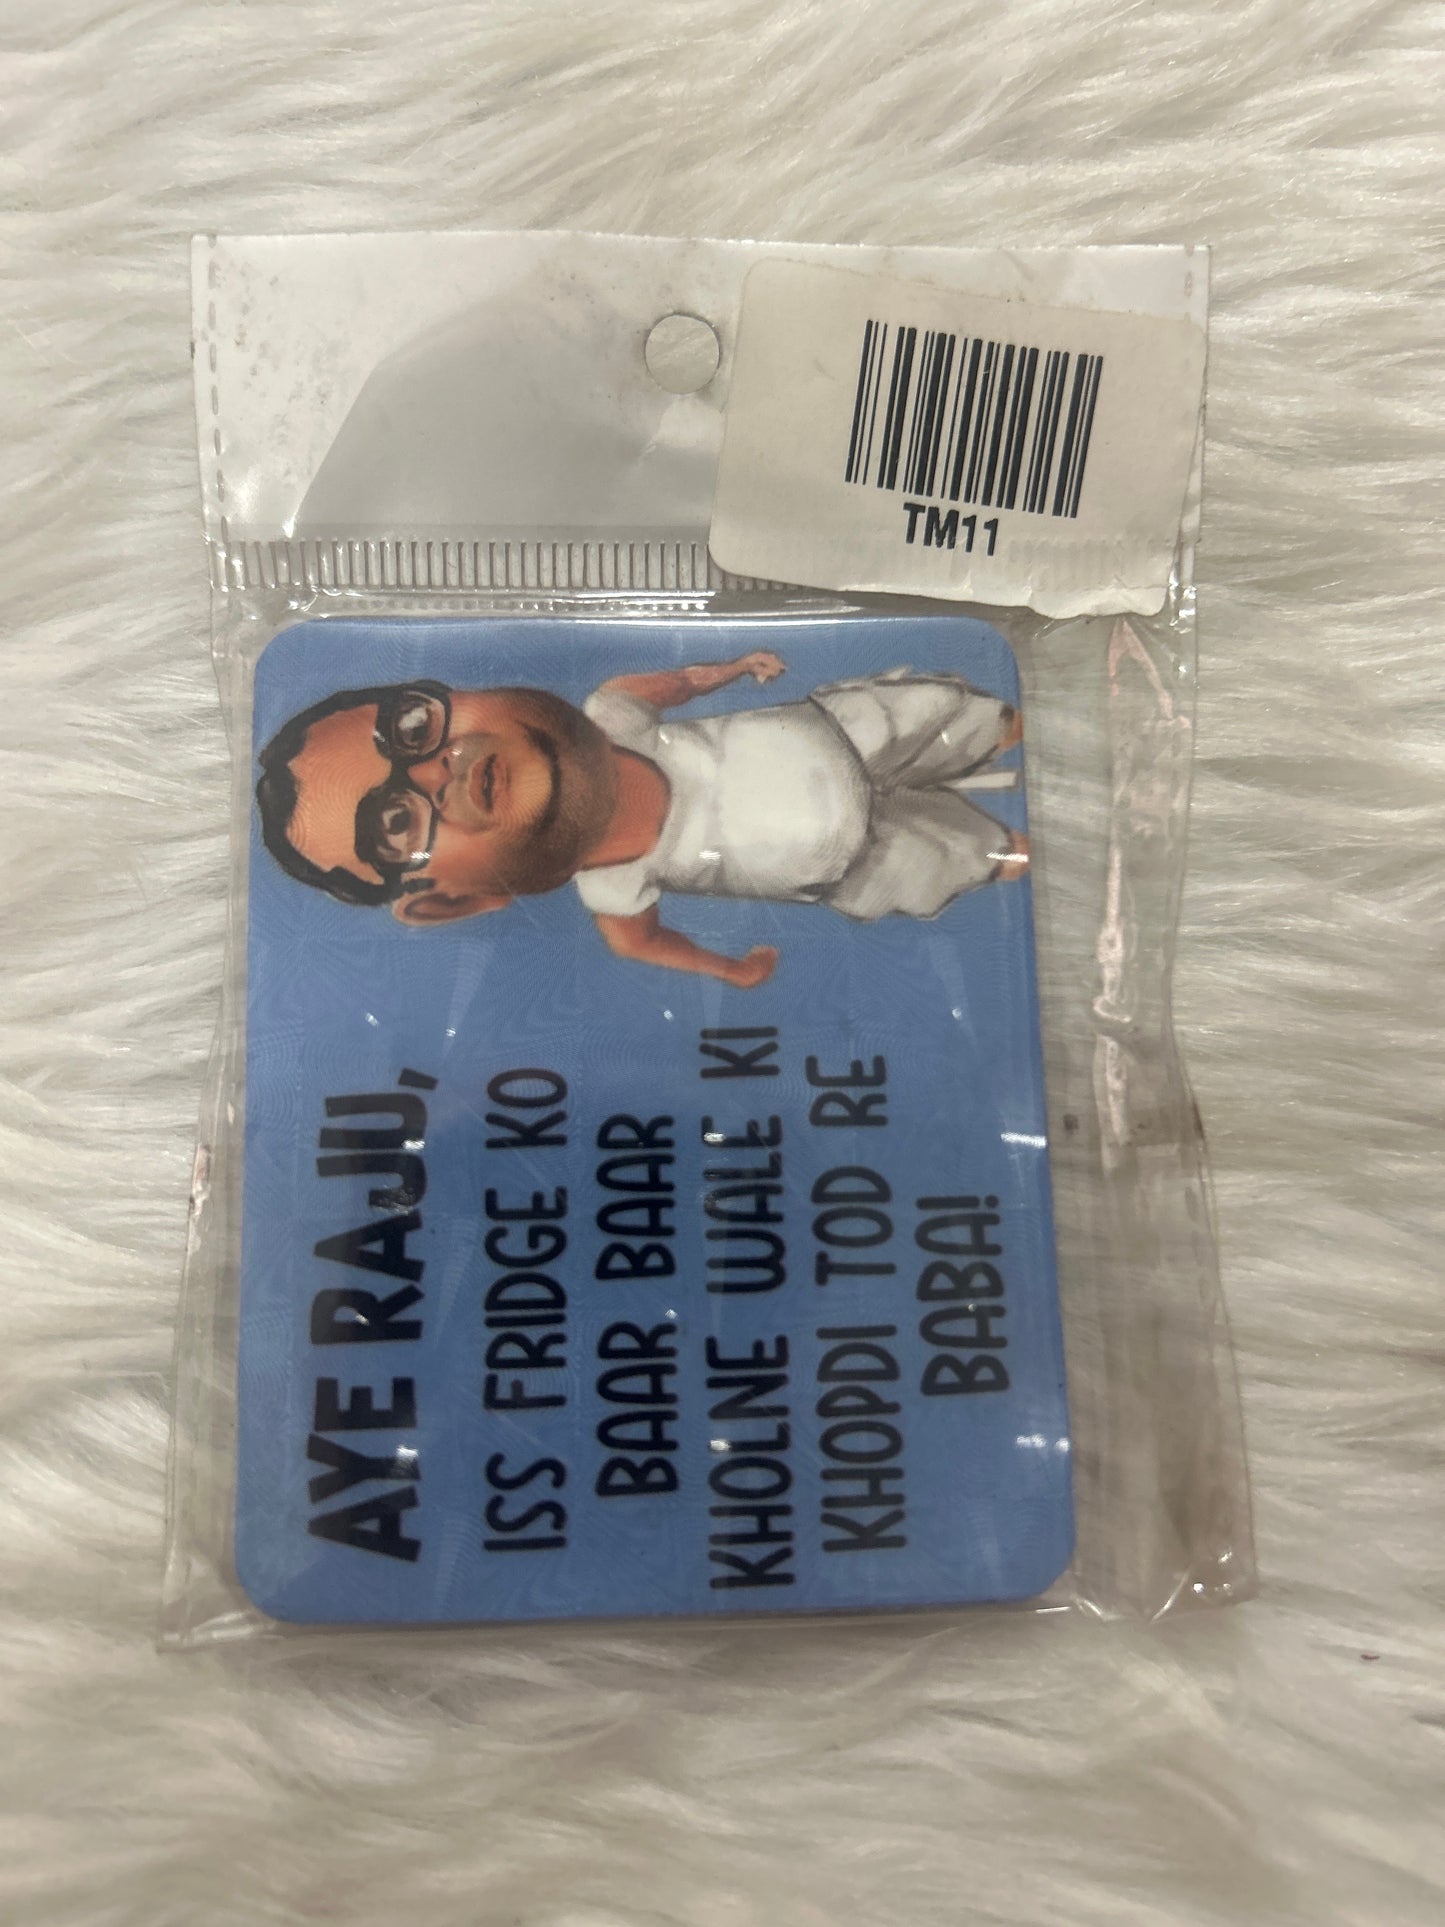 TM11
AYE RAJU,
ISS FRIDGE KO
BAAR BAAR
KHOLNE WALE KI
KHOPDI TOD RE
BABA!